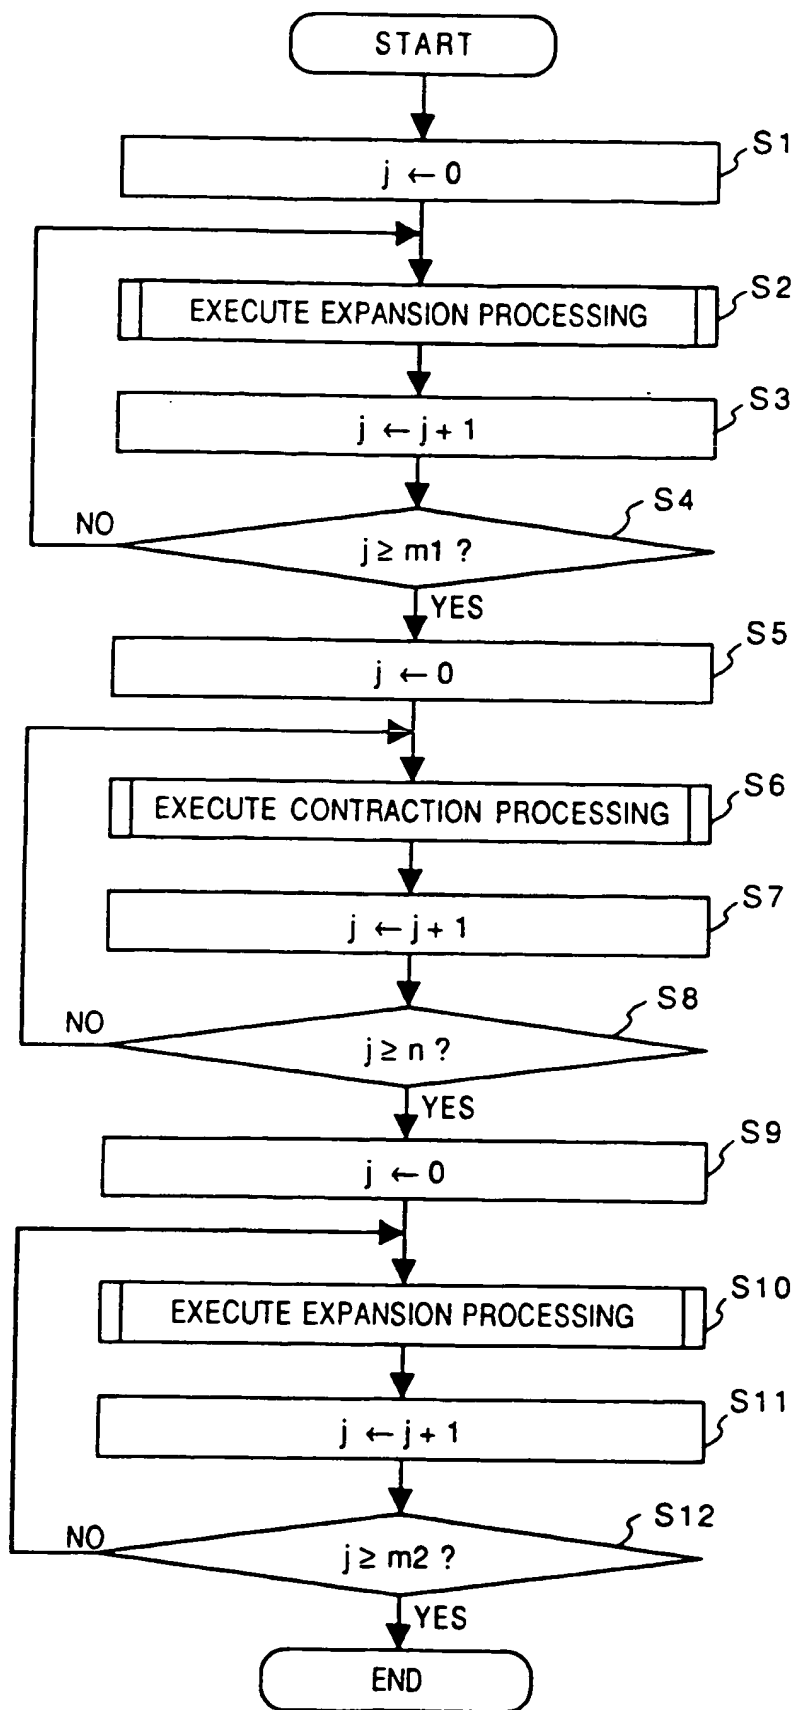 START
S1
j ← 0
S2
EXECUTE EXPANSION PROCESSING
S3
j ← j + 1
S4
NO
j ≥ m1 ?
YES
S5
j ← 0
S6
EXECUTE CONTRACTION PROCESSING
S7
j ← j + 1
S8
NO
j ≥ n ?
YES
S9
j ← 0
S10
EXECUTE EXPANSION PROCESSING
S11
j ← j + 1
S12
NO
j ≥ m2 ?
YES
END